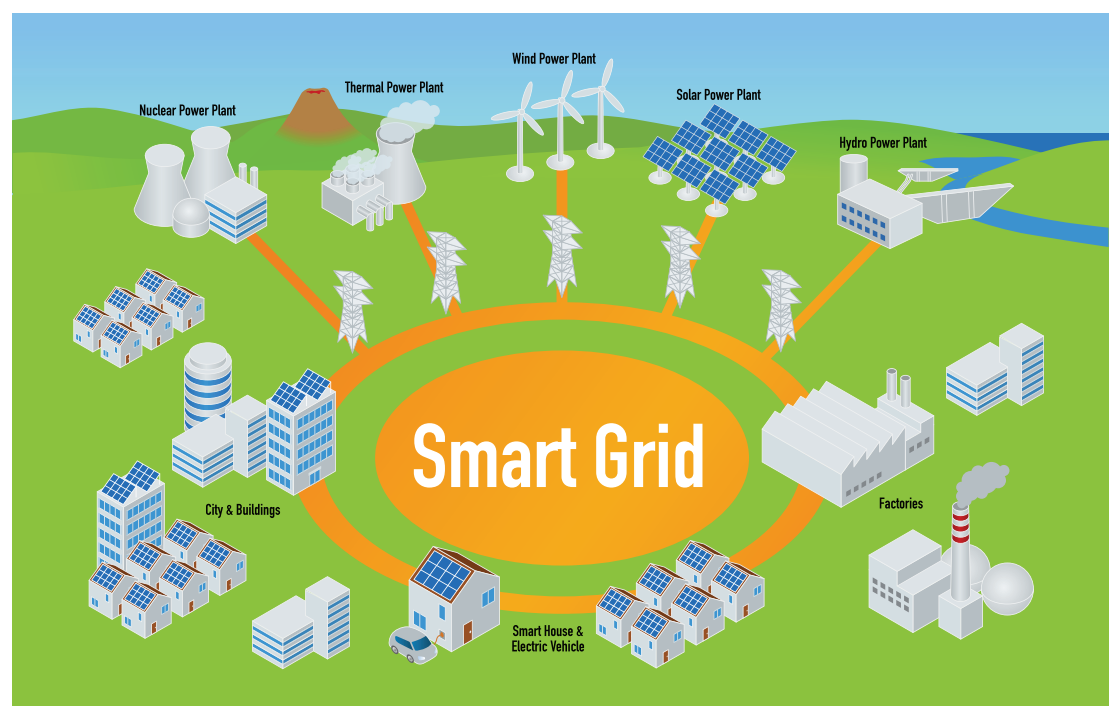 Wind Power Plant
Thermal Power Plant
Solar Power Plant
Nuclear Power Plant
Hydro Power Plant
Smart Grid
City & Buildings
Factories
Smart House &
Electric Vehicle